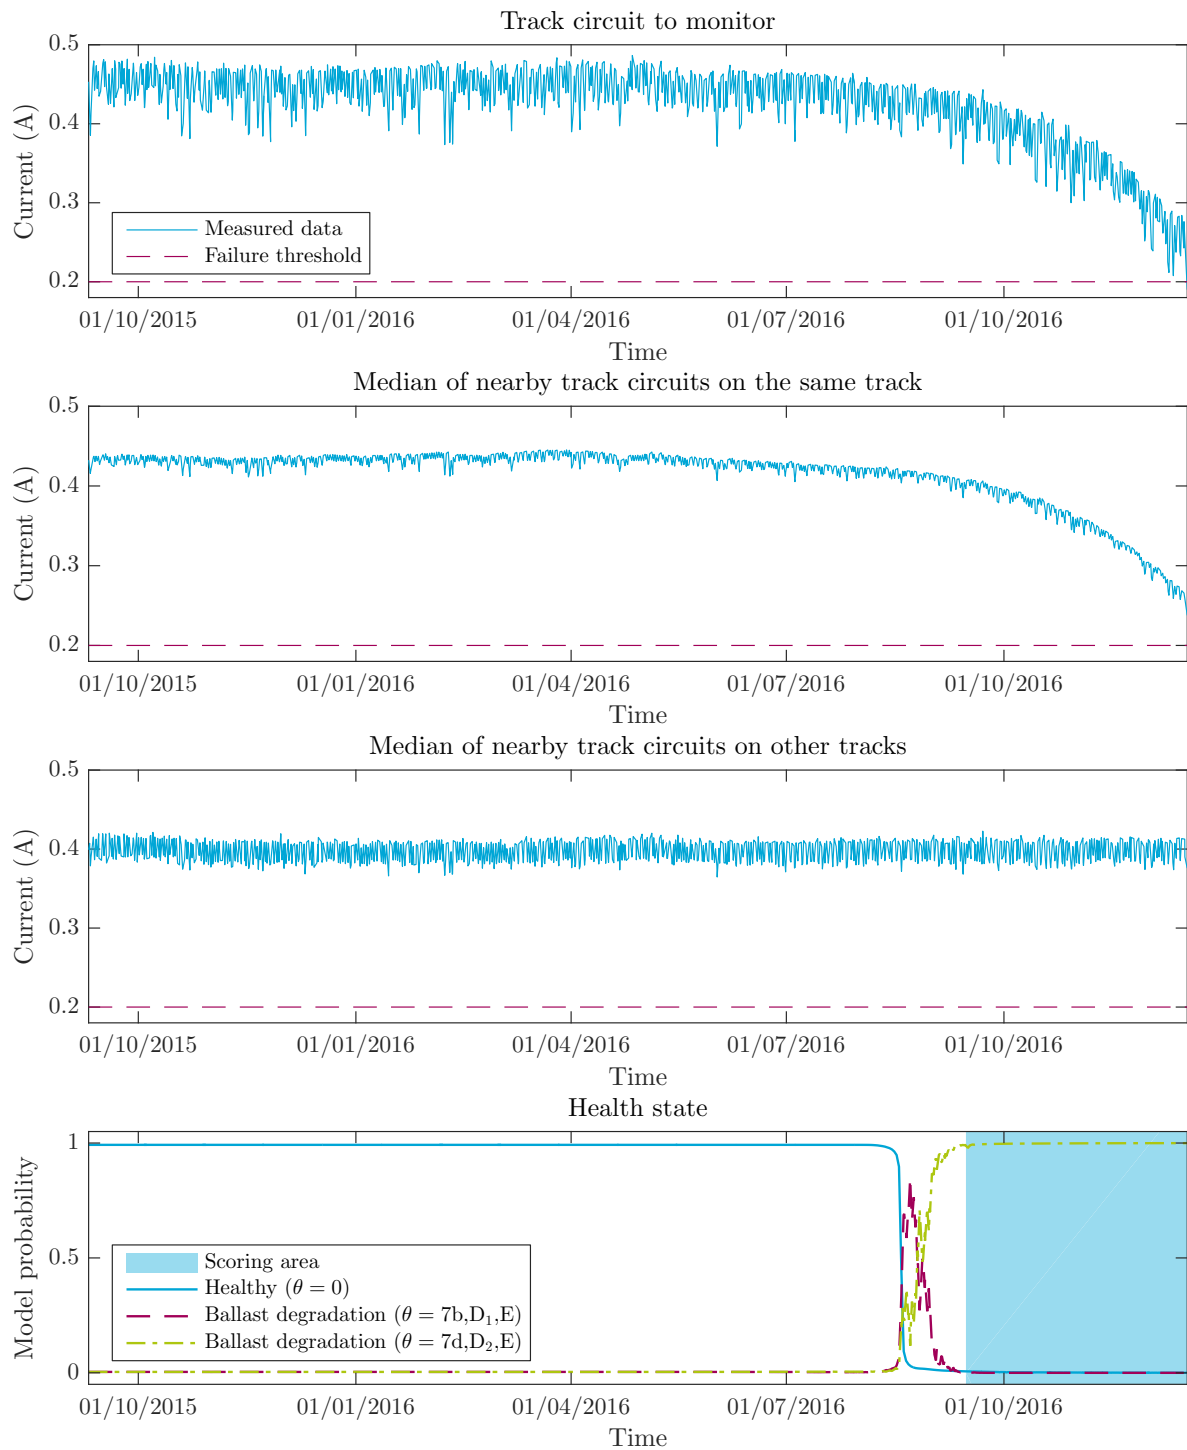 Track circuit to monitor
0.5
0.4
0.3
0.2
Current (A)
Measured data
Failure threshold
01/10/2015 01/01/2016 01/04/2016 01/07/2016 01/10/2016
Time
Median of nearby track circuits on the same track
0.5
0.4
0.3
0.2
Current (A)
01/10/2015 01/01/2016 01/04/2016 01/07/2016 01/10/2016
Time
Median of nearby track circuits on other tracks
0.5
0.4
0.3
0.2
Current (A)
01/10/2015 01/01/2016 01/04/2016 01/07/2016 01/10/2016
Time
Health state
1
0.5
0
Model probability
Scoring area
Healthy (θ = 0)
Ballast degradation (θ = 7b,D₁,E)
Ballast degradation (θ = 7d,D₂,E)
01/10/2015 01/01/2016 01/04/2016 01/07/2016 01/10/2016
Time